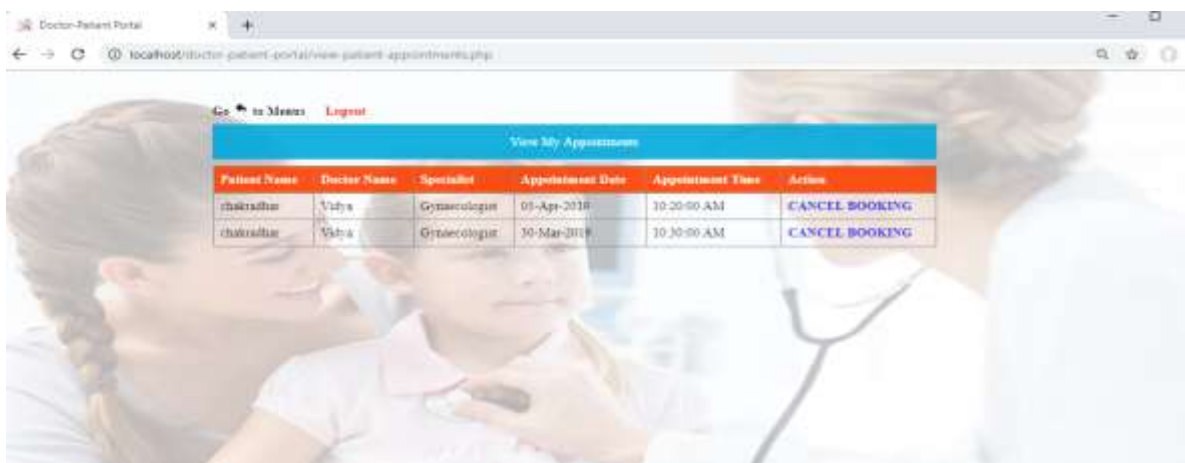 Doctor-Patient Portal
localhost/doctor-patient-portal/view-patient-appointments.php
Go to Menus Logout
View My Appointments
Patient Name Doctor Name Specialist Appointment Date Appointment Time Action
chakradhar Vidya Gynaecologist -Apr-2019 10:20:00 AM CANCEL BOOKING
chakradhar Vidya Gynaecologist 30-Mar-2019 10:30:00 AM CANCEL BOOKING